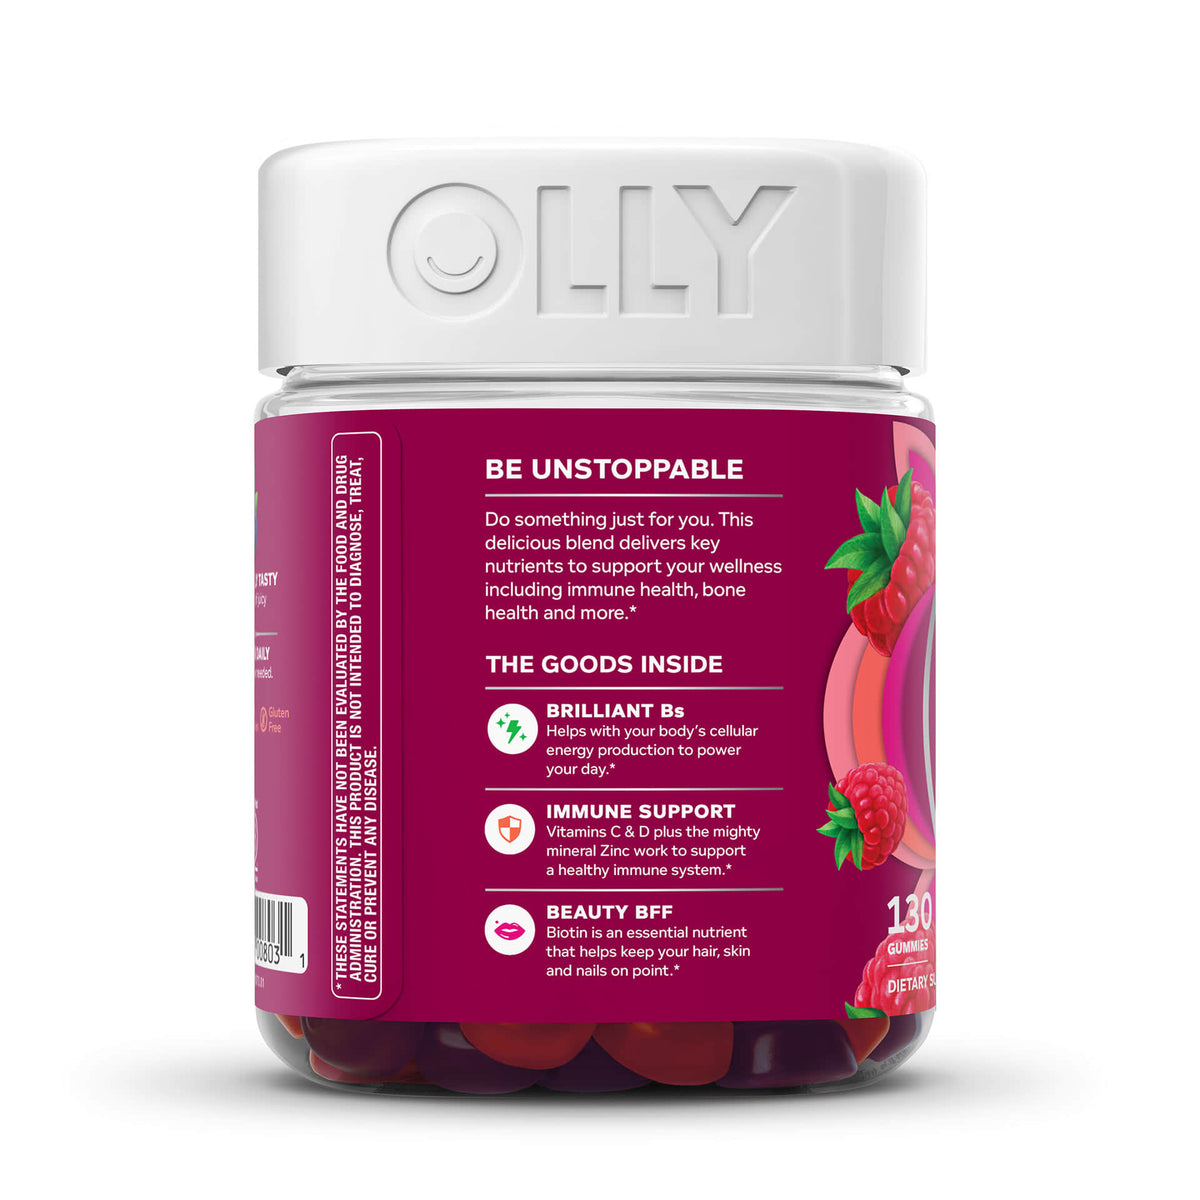 OLLY
BE UNSTOPPABLE
Do something just for you. This
delicious blend delivers key
nutrients to support your wellness
including immune health, bone
health and more.*
THE GOODS INSIDE
BRILLIANT Bs
Helps with your body's cellular
energy production to power
your day.*
IMMUNE SUPPORT
Vitamins C & D plus the mighty
mineral Zinc work to support
a healthy immune system.*
BEAUTY BFF
Biotin is an essential nutrient
that helps keep your hair, skin
and nails on point.*
* THESE STATEMENTS HAVE NOT BEEN EVALUATED BY THE FOOD AND DRUG
ADMINISTRATION. THIS PRODUCT IS NOT INTENDED TO DIAGNOSE, TREAT,
CURE OR PREVENT ANY DISEASE.
TASTY
juicy
DAILY
needed.
Gluten
Free
00803 1
130
GUMMIES
DIETARY